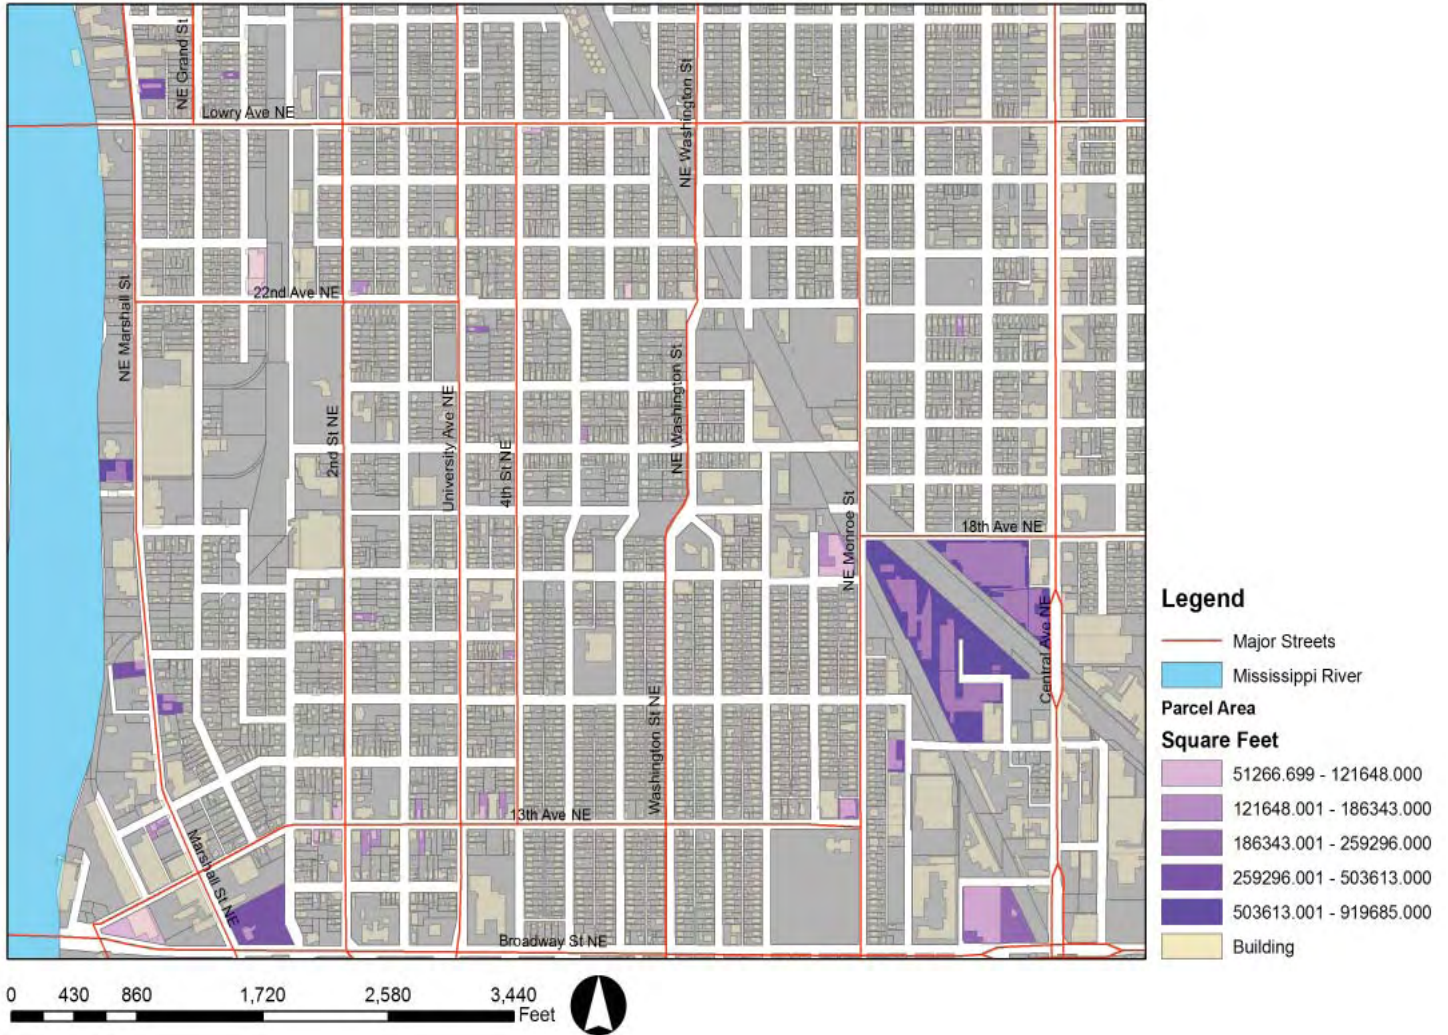 NE Grand St
Lowry Ave NE
NE Washington St
NE Washington St
NE Marshall St
22nd Ave NE
2nd St NE
University Ave NE
4th St NE
NE Washington St
NE Monroe St
18th Ave NE
Central Ave NE
Washington St NE
13th Ave NE
Marshall St NE
Broadway St NE
Legend
Major Streets
Mississippi River
Parcel Area
Square Feet
51266.699 - 121648.000
121648.001 - 186343.000
186343.001 - 259296.000
259296.001 - 503613.000
503613.001 - 919685.000
Building
0 430 860 1,720 2,580 3,440
Feet